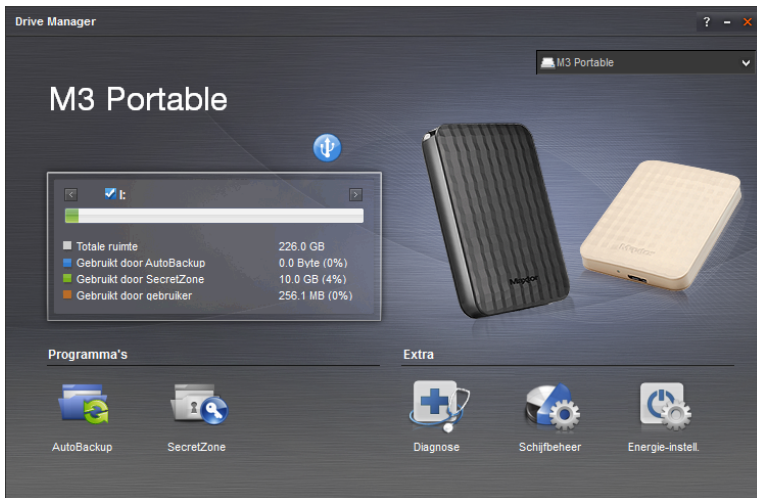 Drive Manager
? –
M3 Portable
M3 Portable
I:
Totale ruimte 226.0 GB
Gebruikt door AutoBackup 0.0 Byte (0%)
Gebruikt door SecretZone 10.0 GB (4%)
Gebruikt door gebruiker 256.1 MB (0%)
Maxtor
Maxtor
Programma's Extra
AutoBackup SecretZone Diagnose Schijfbeheer Energie-instell.